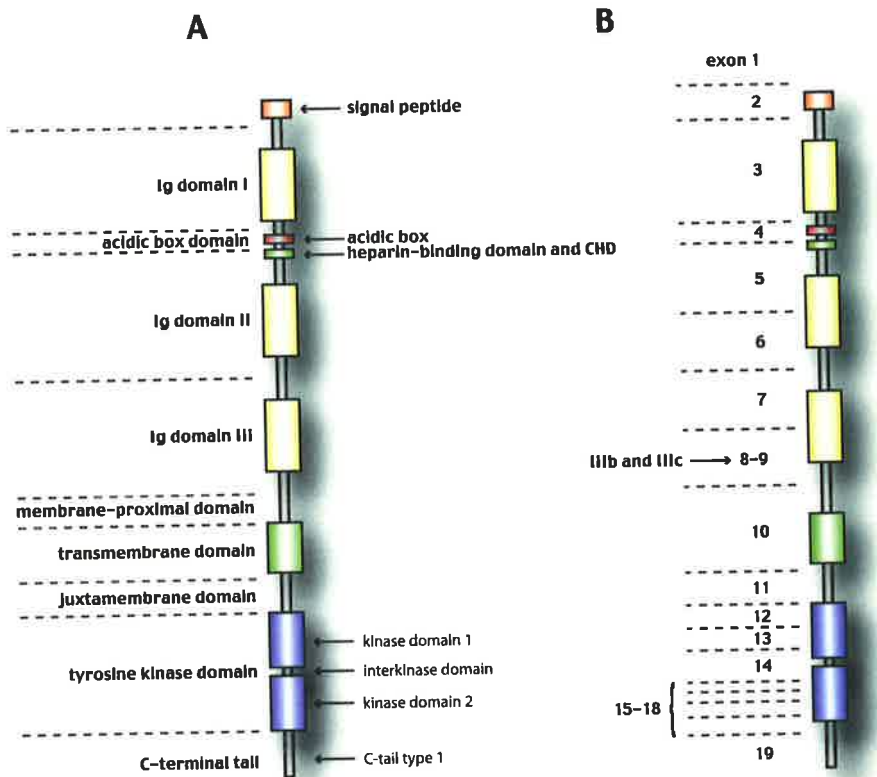 A
signal peptide
Ig domain I
acidic box domain
acidic box
heparin-binding domain and CHD
Ig domain II
Ig domain III
membrane-proximal domain
transmembrane domain
juxtamembrane domain
kinase domain 1
tyrosine kinase domain
interkinase domain
kinase domain 2
C-terminal tail
C-tail type 1
B
exon 1
2
3
4
5
6
7
IIIb and IIIc
8-9
10
11
12
13
14
15-18
19